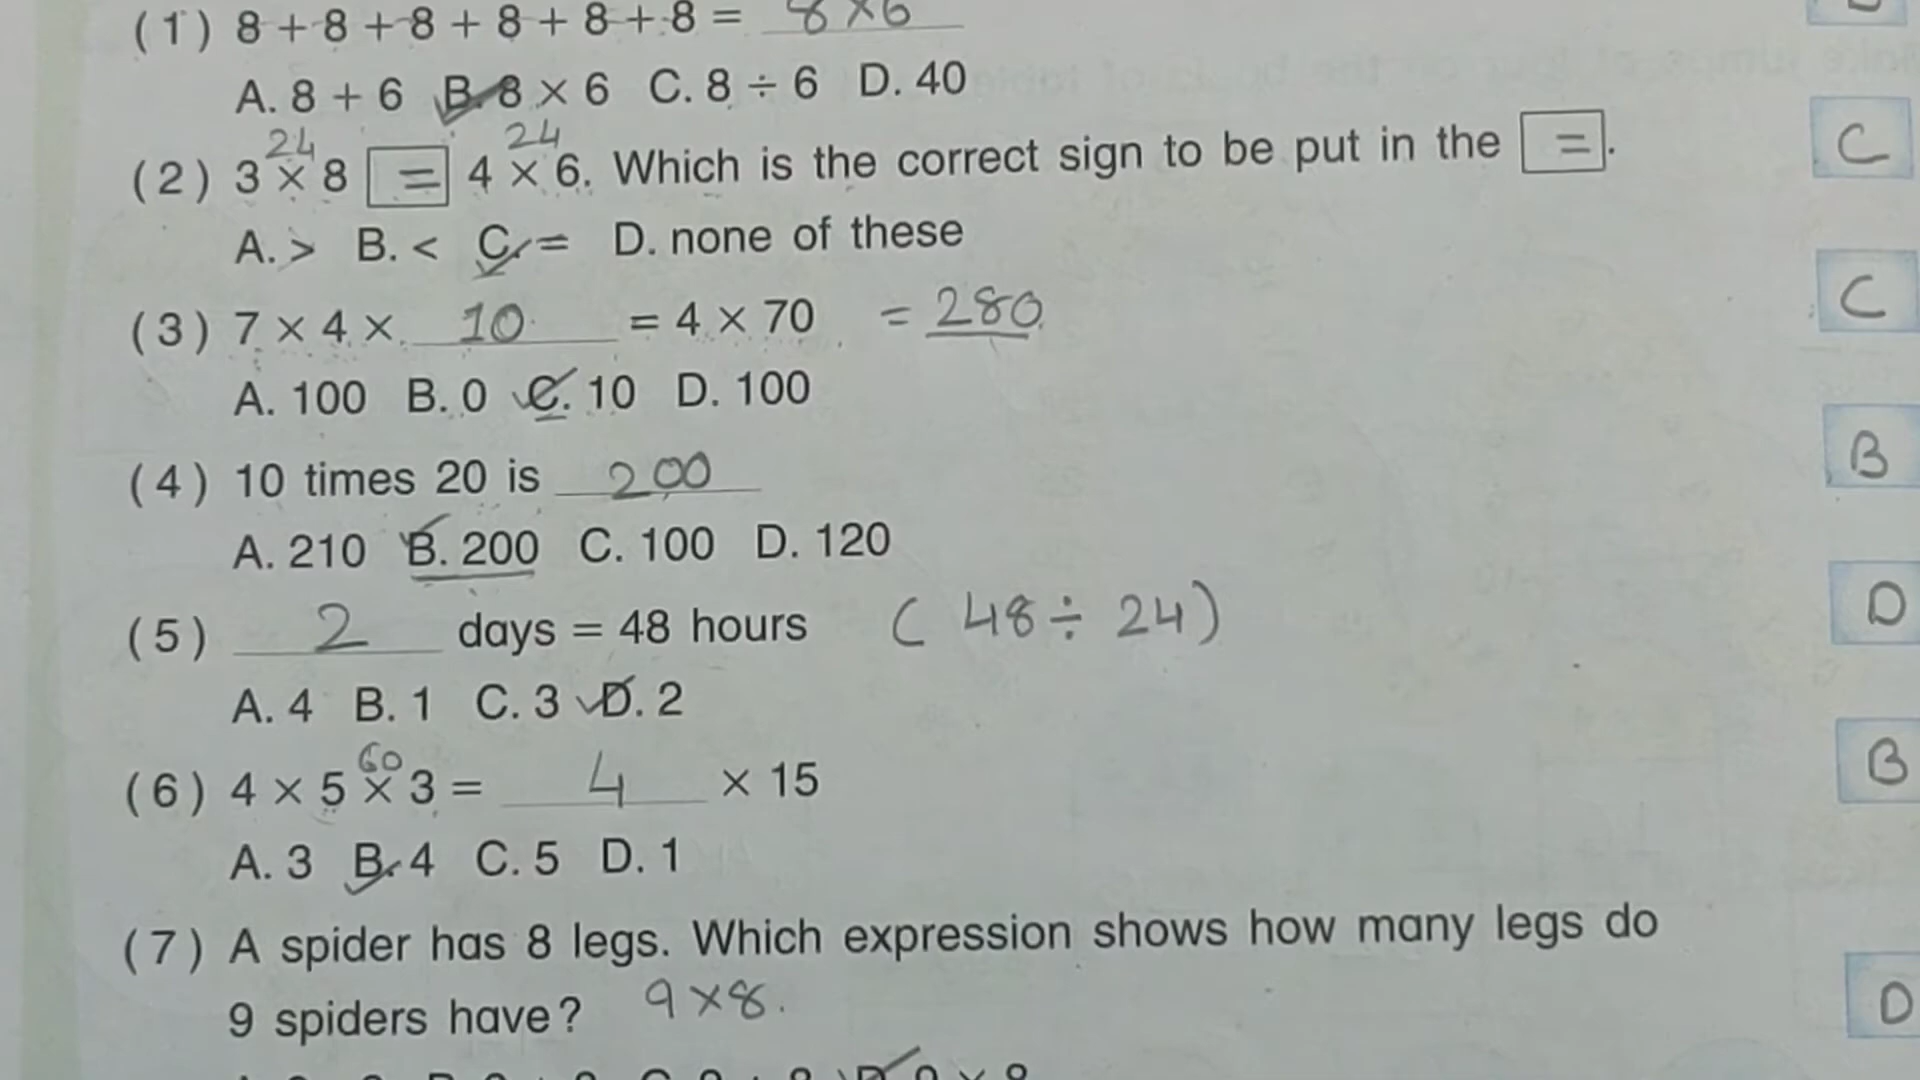 (1) 8 + 8 + 8 + 8 + 8 + 8 = 8 × 6
A. 8 + 6 B. 8 × 6 C. 8 ÷ 6 D. 40
24 24 C
(2) 3 × 8 = 4 × 6. Which is the correct sign to be put in the =.
A. > B. < C. = D. none of these
(3) 7 × 4 × 10 = 4 × 70 = 280 C
A. 100 B. 0 C. 10 D. 100
(4) 10 times 20 is 200 B
A. 210 B. 200 C. 100 D. 120
(5) 2 days = 48 hours (48 ÷ 24) D
A. 4 B. 1 C. 3 D. 2
60
(6) 4 × 5 × 3 = 4 × 15 B
A. 3 B. 4 C. 5 D. 1
(7) A spider has 8 legs. Which expression shows how many legs do
9 spiders have? 9 × 8. D